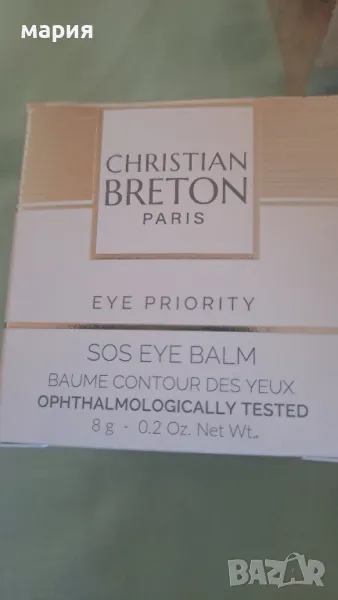 мария
CHRISTIAN
BRETON
PARIS
EYE PRIORITY
SOS EYE BALM
BAUME CONTOUR DES YEUX
OPHTHALMOLOGICALLY TESTED
8 g - 0.2 Oz. Net Wt.
BAZAR